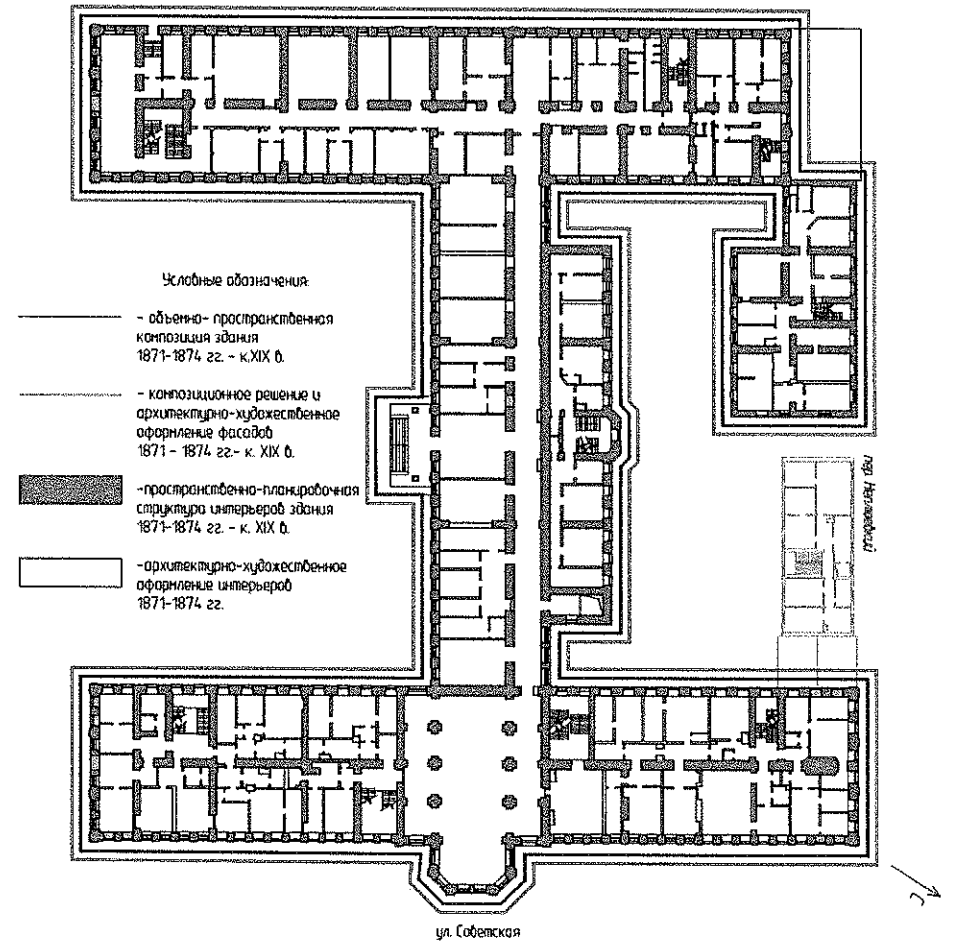 Условные обозначения:
- объемно- пространственная
композиция здания
1871-1874 гг. - к.XIX в.
- композиционное решение и
архитектурно-художественное
оформление фасадов
1871 - 1874 гг.- к. XIX в.
-пространственно-планировочная
структура интерьеров здания
1871-1874 гг. - к. XIX в.
-архитектурно-художественное
оформление интерьеров
1871-1874 гг.
пер.
ул. Советская